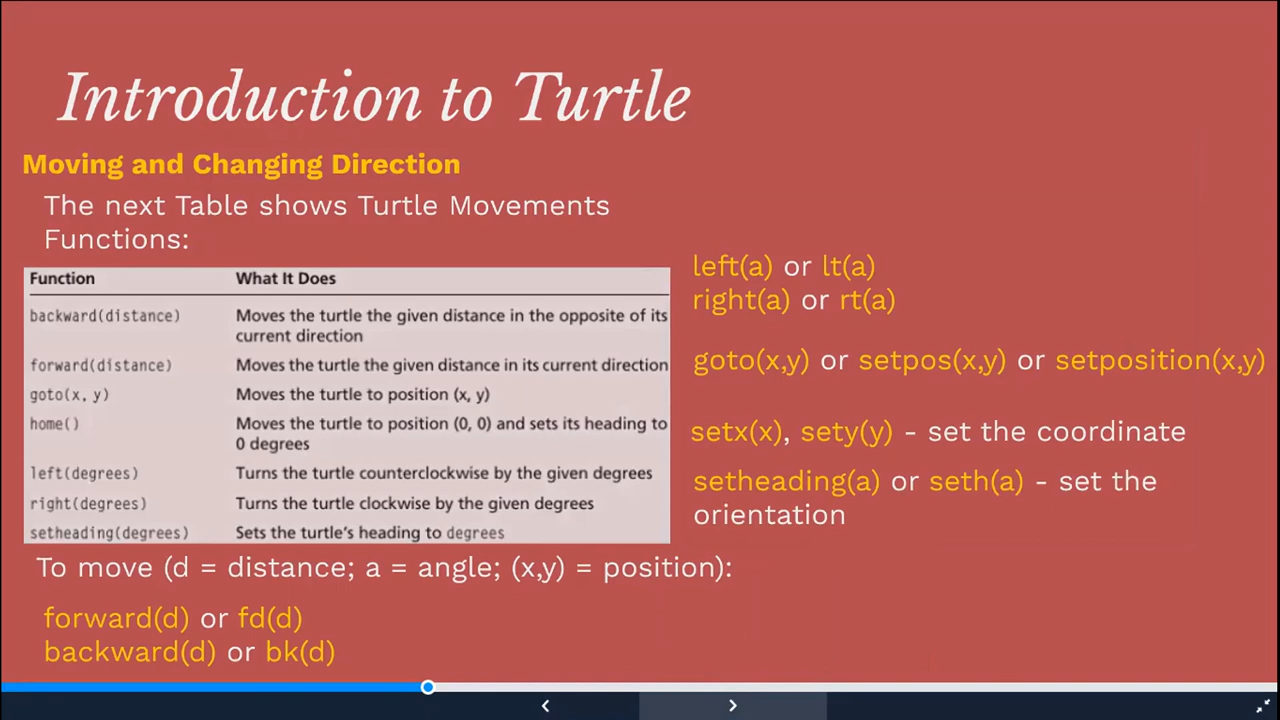 Introduction to Turtle
Moving and Changing Direction
The next Table shows Turtle Movements
Functions:
Function What It Does
backward(distance) Moves the turtle the given distance in the opposite of its
current direction
forward(distance) Moves the turtle the given distance in its current direction
goto(x, y) Moves the turtle to position (x, y)
home() Moves the turtle to position (0, 0) and sets its heading to
0 degrees
left(degrees) Turns the turtle counterclockwise by the given degrees
right(degrees) Turns the turtle clockwise by the given degrees
setheading(degrees) Sets the turtle's heading to degrees
To move (d = distance; a = angle; (x,y) = position):
forward(d) or fd(d)
backward(d) or bk(d)
left(a) or lt(a)
right(a) or rt(a)
goto(x,y) or setpos(x,y) or setposition(x,y)
setx(x), sety(y) - set the coordinate
setheading(a) or seth(a) - set the
orientation